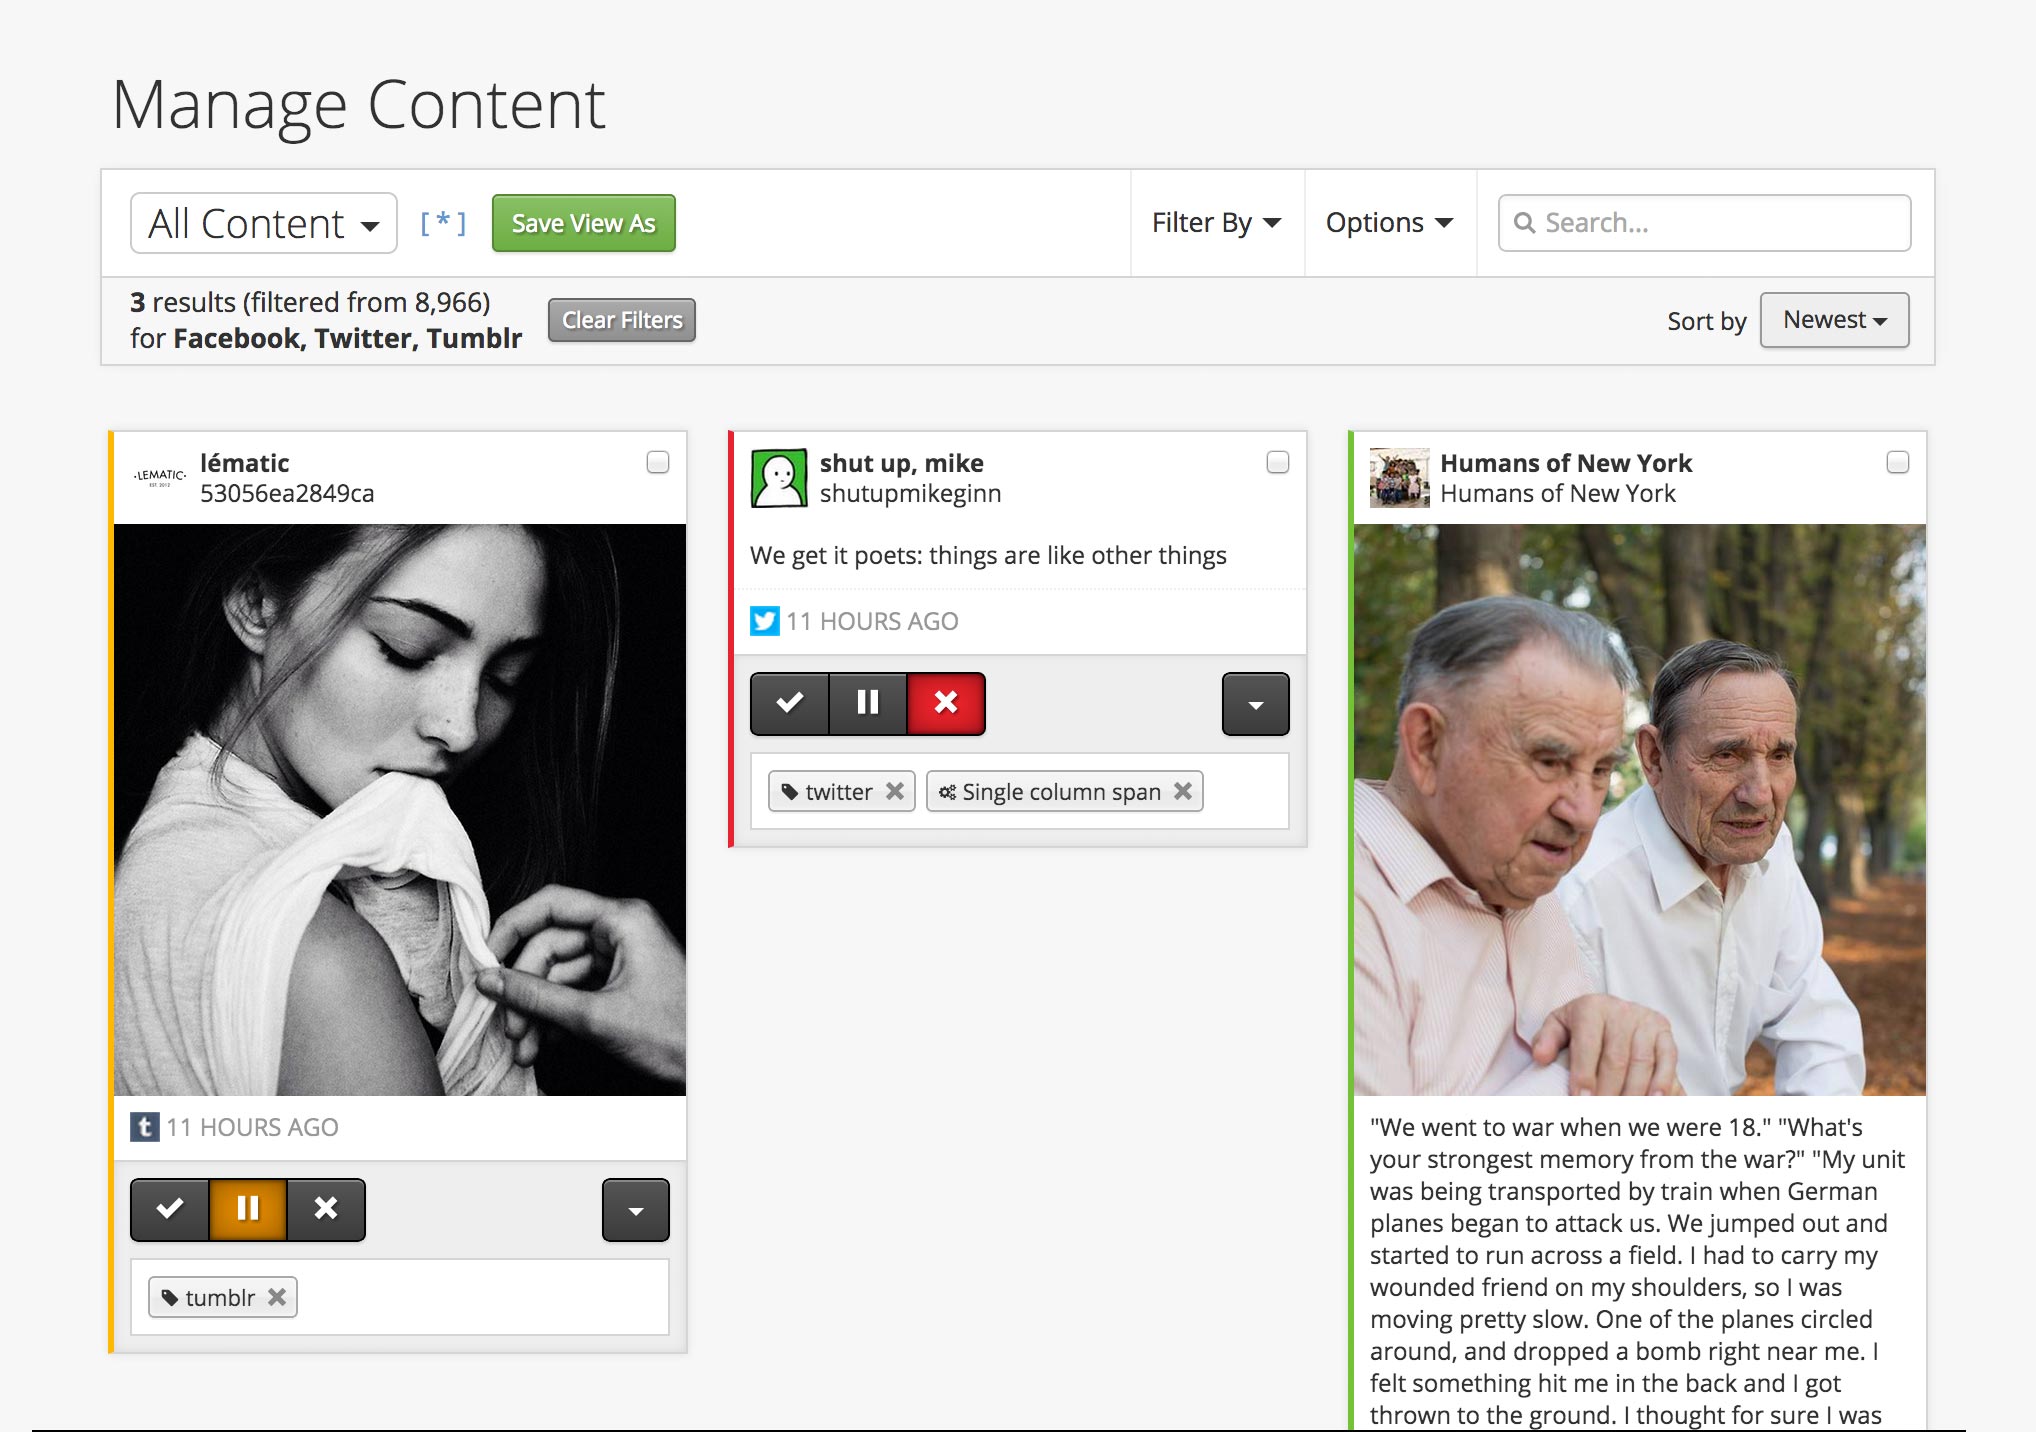 Manage Content
All Content
[*]
Save View As
Filter By
Options
Search...
3 results (filtered from 8,966)
for Facebook, Twitter, Tumblr
Clear Filters
Sort by
Newest
·LEMATIC·
EST. 2012
lématic
53056ea2849ca
t 11 HOURS AGO
tumblr
shut up, mike
shutupmikeginn
We get it poets: things are like other things
11 HOURS AGO
twitter
Single column span
Humans of New York
Humans of New York
"We went to war when we were 18." "What's
your strongest memory from the war?" "My unit
was being transported by train when German
planes began to attack us. We jumped out and
started to run across a field. I had to carry my
wounded friend on my shoulders, so I was
moving pretty slow. One of the planes circled
around, and dropped a bomb right near me. I
felt something hit me in the back and I got
thrown to the ground. I thought for sure I was